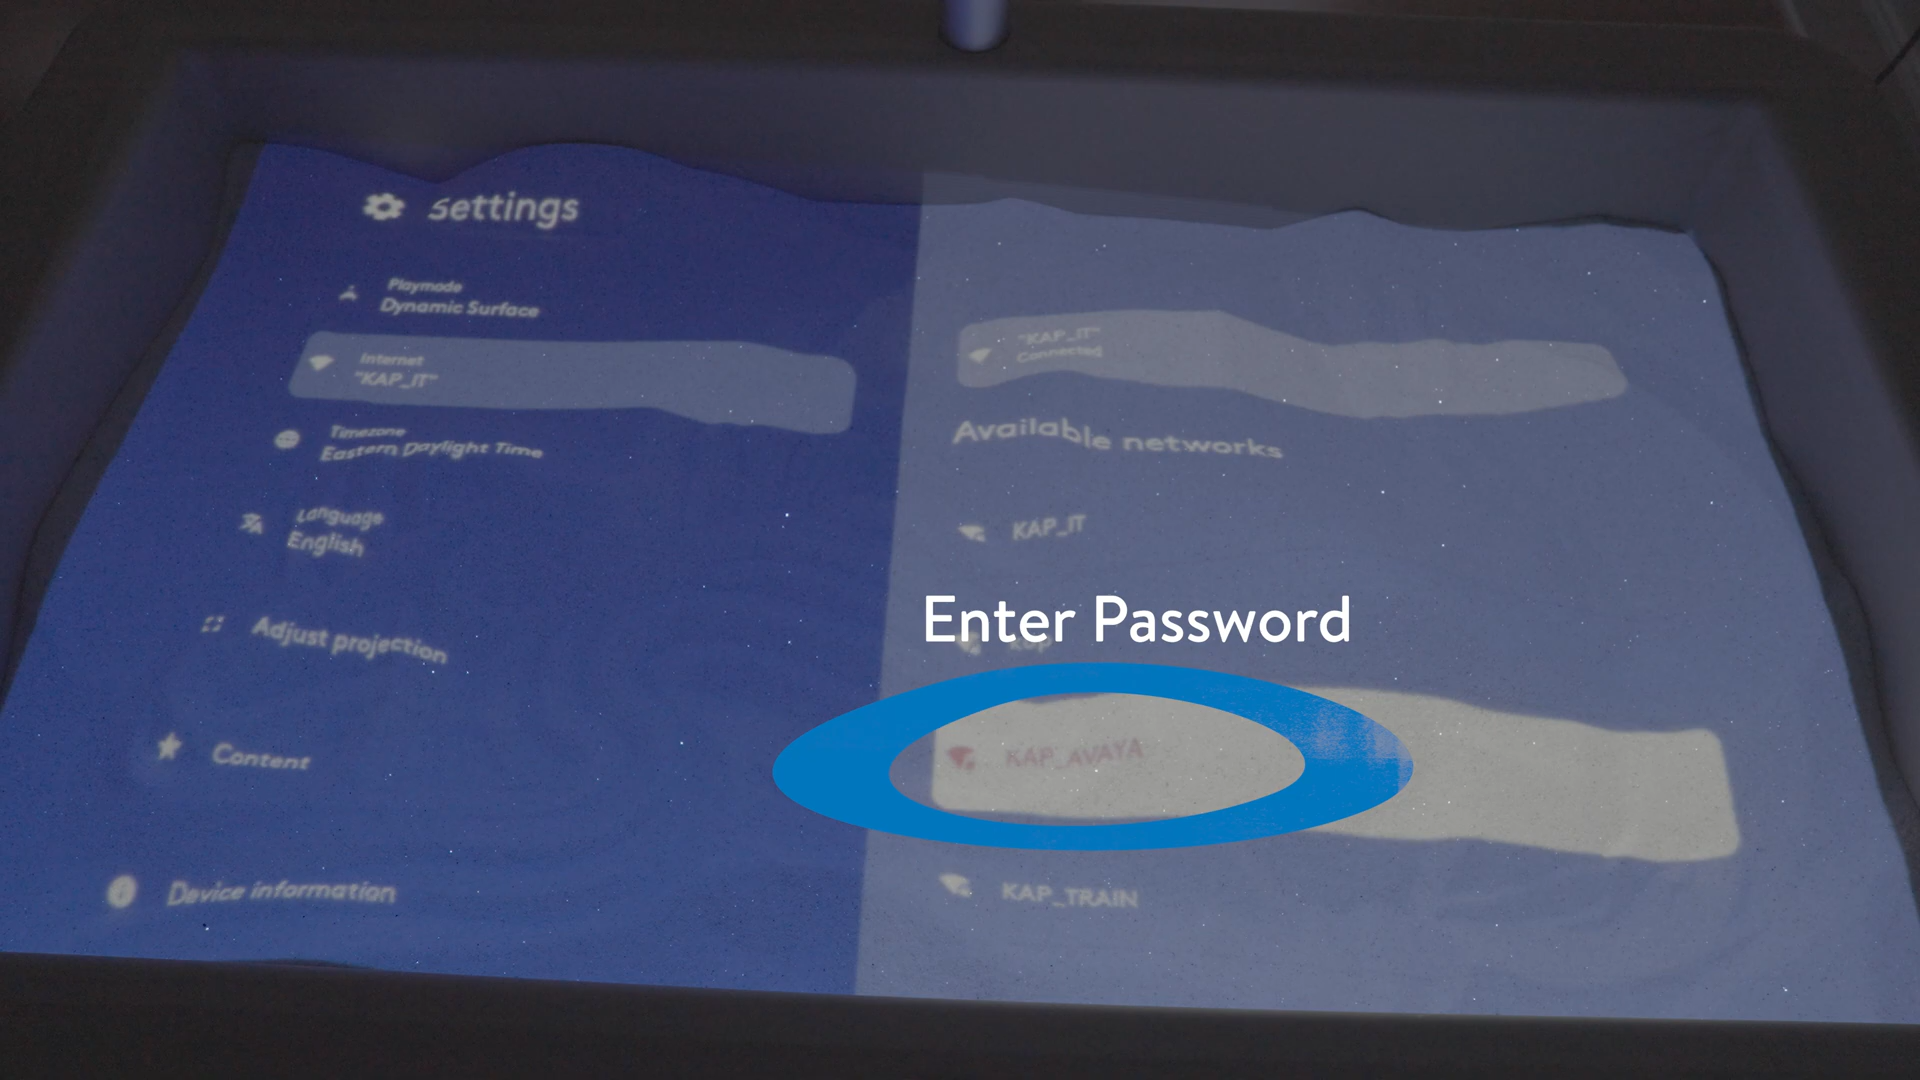 Settings
Playmode
Dynamic Surface
Internet
"KAP_IT"
Timezone
Eastern Daylight Time
Language
English
Adjust projection
Content
Device information
"KAP_IT"
Connected
Available networks
KAP_IT
Enter Password
KAP_AVAYA
KAP_TRAIN